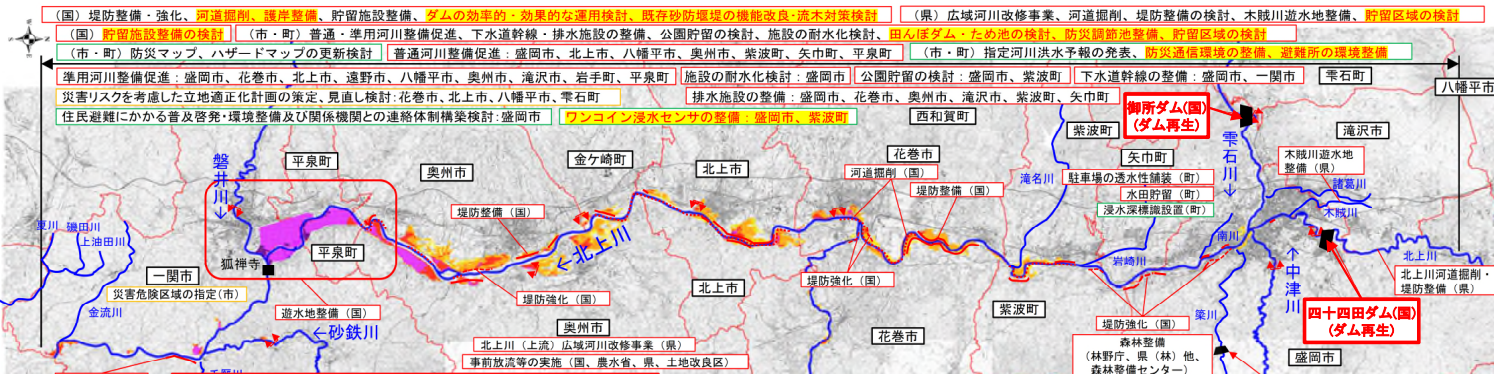 （国）堤防整備・強化、河道掘削、護岸整備、貯留施設整備、ダムの効率的・効果的な運用検討、既存砂防堰堤の機能改良・流木対策検討
（県）広域河川改修事業、河道掘削、堤防整備の検討、木賊川遊水地整備、貯留区域の検討
（国）貯留施設整備の検討
（市・町）普通・準用河川整備促進、下水道幹線・排水施設の整備、公園貯留の検討、施設の耐水化検討、田んぼダム・ため池の検討、防災調節池整備、貯留区域の検討
（市・町）防災マップ、ハザードマップの更新検討
普通河川整備促進：盛岡市、北上市、八幡平市、奥州市、紫波町、矢巾町、平泉町
（市・町）指定河川洪水予報の発表、防災通信環境の整備、避難所の環境整備
準用河川整備促進：盛岡市、花巻市、北上市、遠野市、八幡平市、奥州市、滝沢市、岩手町、平泉町
施設の耐水化検討：盛岡市
公園貯留の検討：盛岡市、紫波町
下水道幹線の整備：盛岡市、一関市
雫石町
八幡平市
災害リスクを考慮した立地適正化計画の策定、見直し検討：花巻市、北上市、八幡平市、雫石町
排水施設の整備：盛岡市、花巻市、奥州市、滝沢市、紫波町、矢巾町
住民避難にかかる普及啓発・環境整備及び関係機関との連絡体制構築検討：盛岡市
ワンコイン浸水センサの整備：盛岡市、紫波町
西和賀町
御所ダム(国)
(ダム再生)
紫波町
滝沢市
磐井川→
平泉町
奥州市
金ケ崎町
北上市
花巻市
河道掘削（国）
堤防整備（国）
滝名川
矢巾町
駐車場の透水性舗装（町）
水田貯留（町）
浸水深標識設置（町）
雫石川→
木賊川遊水地
整備（県）
諸葛川
木賊川
堤防整備（国）
夏川
磯田川
上油田川
平泉町
狐禅寺
←北上川
南川
岩崎川
北上川
一関市
災害危険区域の指定（市）
金流川
遊水地整備（国）
堤防強化（国）
北上市
堤防強化（国）
紫波町
←中津川
北上川河道掘削・
堤防整備（県）
四十四田ダム(国)
(ダム再生)
←砂鉄川
奥州市
花巻市
堤防強化（国）
簗川
北上川（上流）広域河川改修事業（県）
事前放流等の実施（国、農水省、県、土地改良区）
森林整備
（林野庁、県（林）他、
森林整備センター）
盛岡市
千厩川